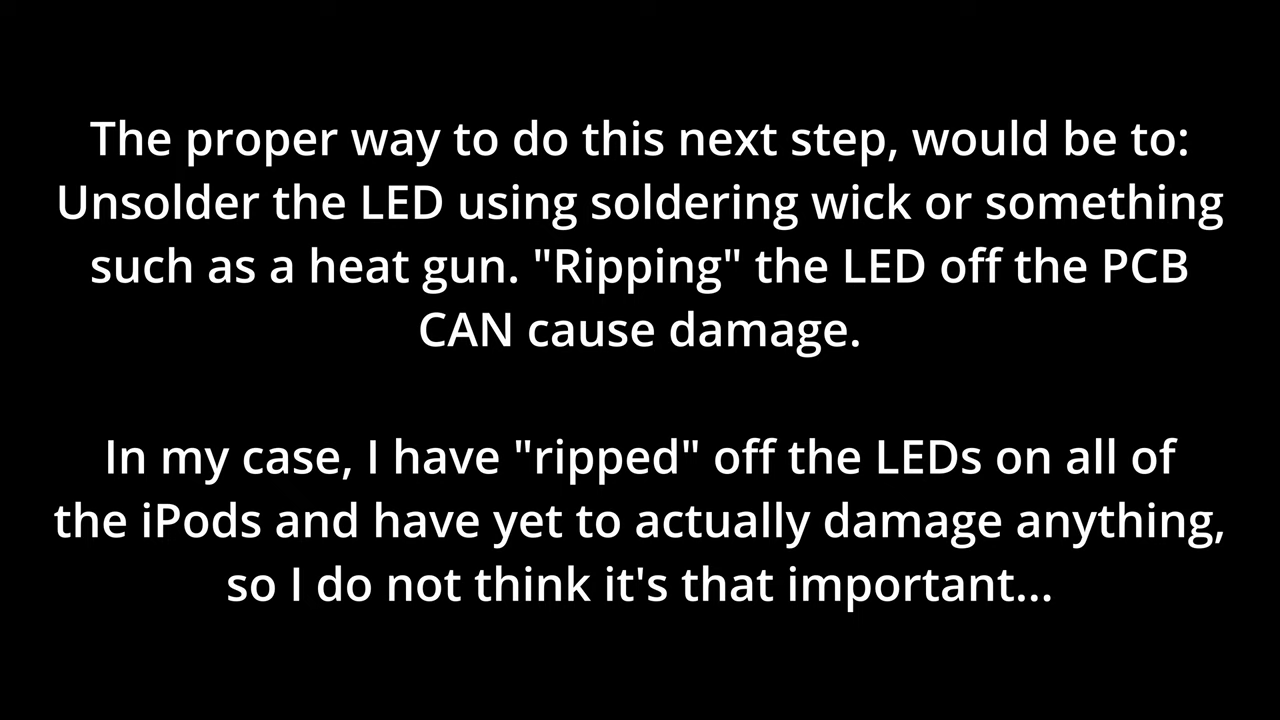 The proper way to do this next step, would be to:
Unsolder the LED using soldering wick or something
such as a heat gun. "Ripping" the LED off the PCB
CAN cause damage.
In my case, I have "ripped" off the LEDs on all of
the iPods and have yet to actually damage anything,
so I do not think it's that important...